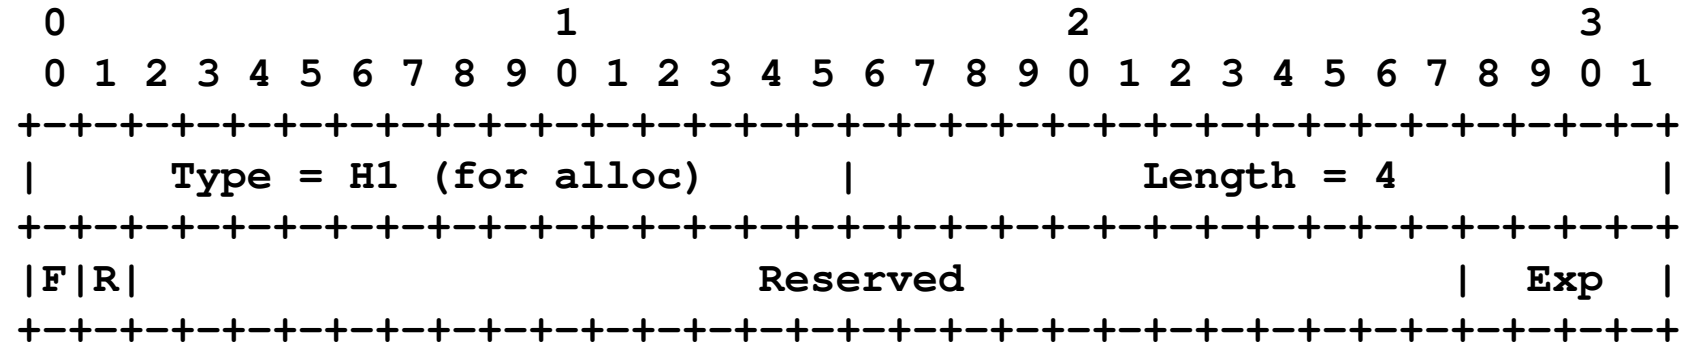 0                   1                   2                   3
 0 1 2 3 4 5 6 7 8 9 0 1 2 3 4 5 6 7 8 9 0 1 2 3 4 5 6 7 8 9 0 1
+-+-+-+-+-+-+-+-+-+-+-+-+-+-+-+-+-+-+-+-+-+-+-+-+-+-+-+-+-+-+-+-+
|     Type = H1 (for alloc)     |           Length = 4          |
+-+-+-+-+-+-+-+-+-+-+-+-+-+-+-+-+-+-+-+-+-+-+-+-+-+-+-+-+-+-+-+-+
|F|R|                        Reserved                   |  Exp  |
+-+-+-+-+-+-+-+-+-+-+-+-+-+-+-+-+-+-+-+-+-+-+-+-+-+-+-+-+-+-+-+-+